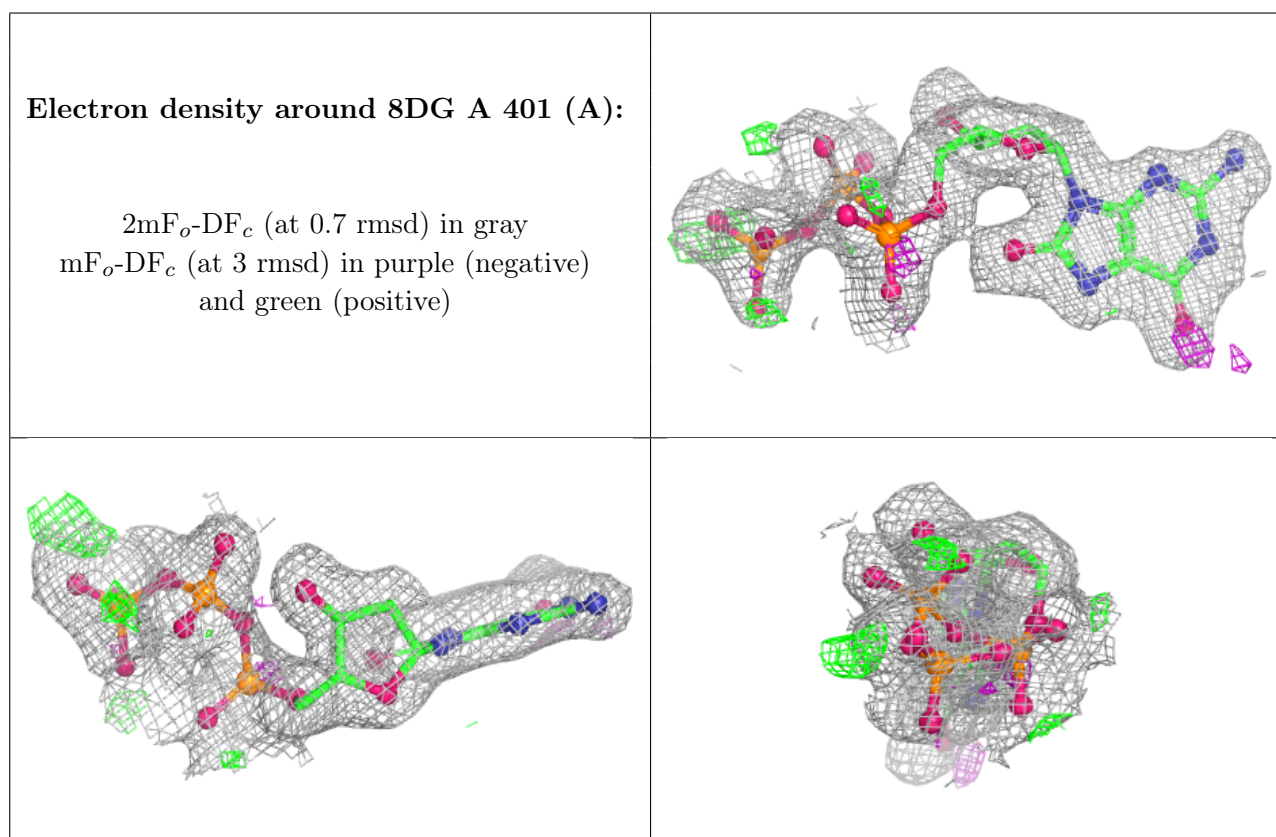 Electron density around 8DG A 401 (A):
2mFo-DFc (at 0.7 rmsd) in gray
mFo-DFc (at 3 rmsd) in purple (negative)
and green (positive)